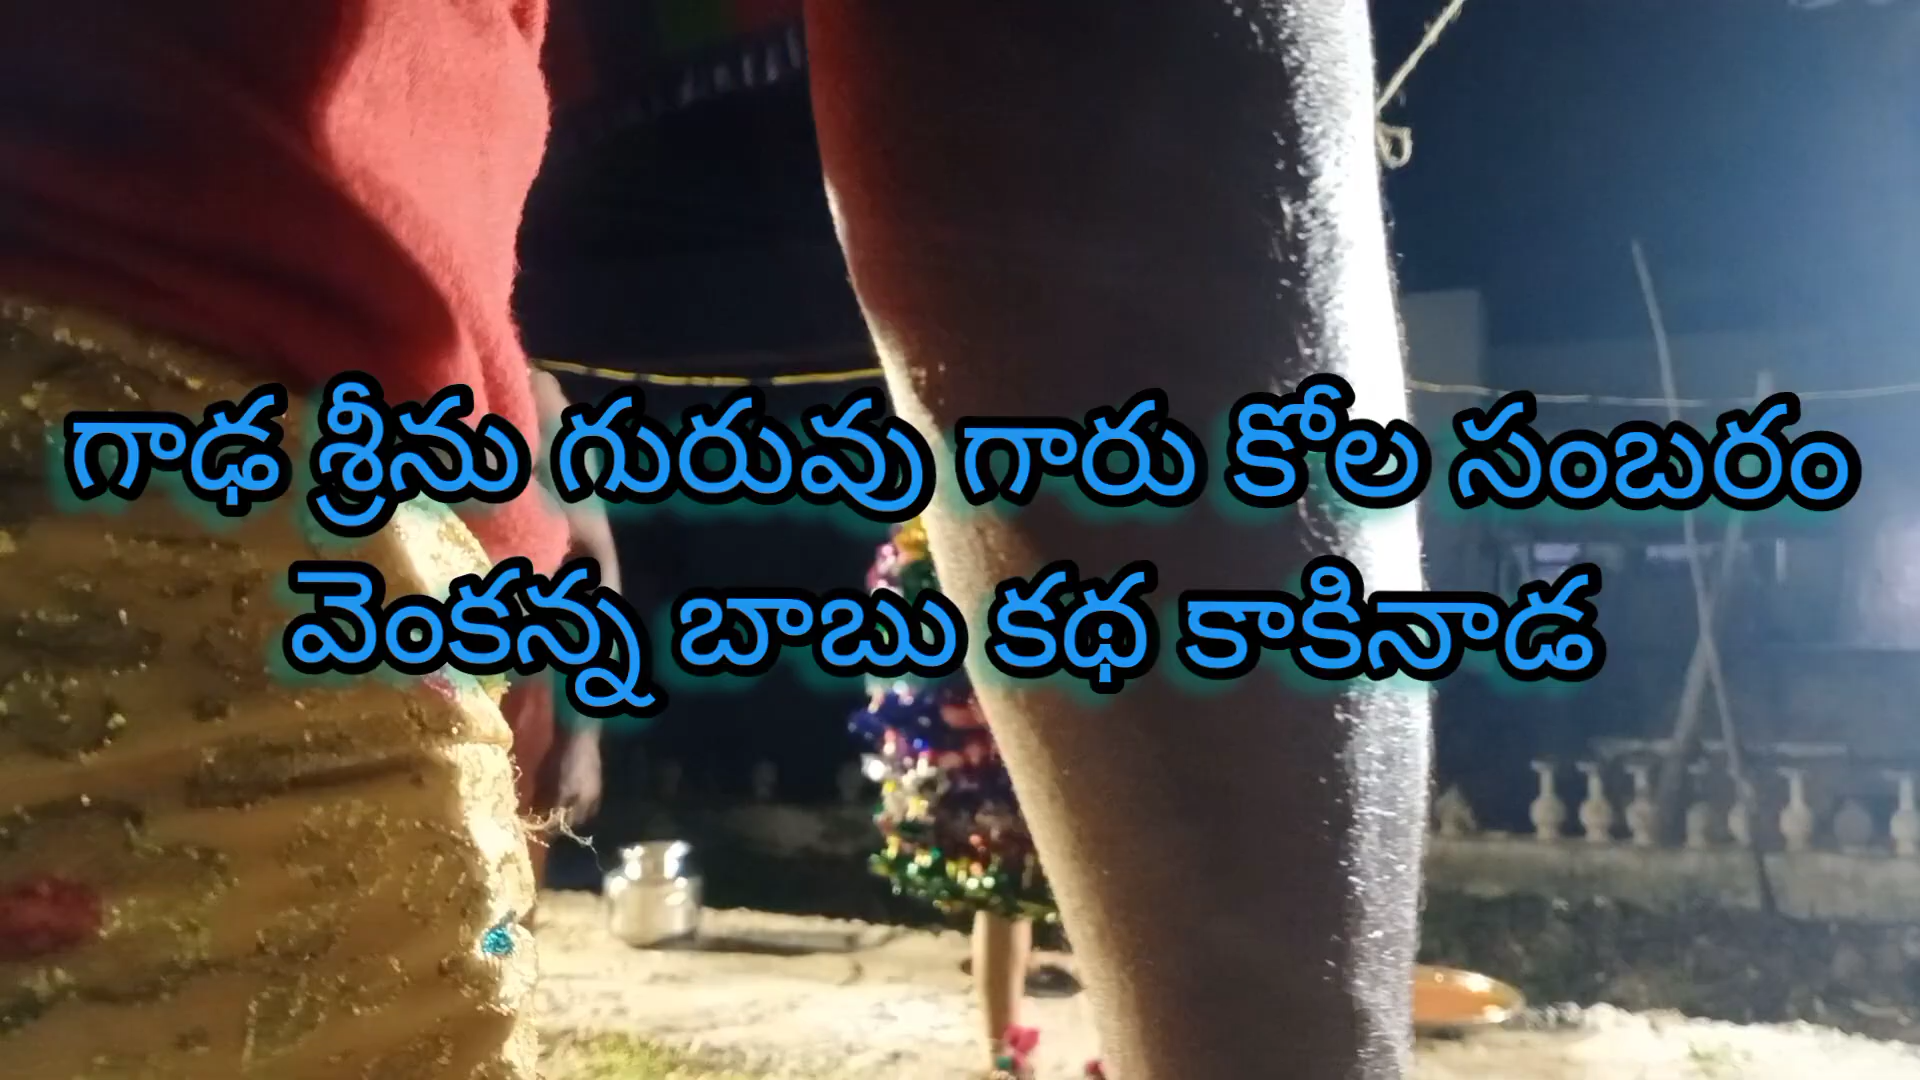 గాఢ శ్రీను గురువు గారు కోల సంబరం
వెంకన్న బాబు కథ కాకినాడ